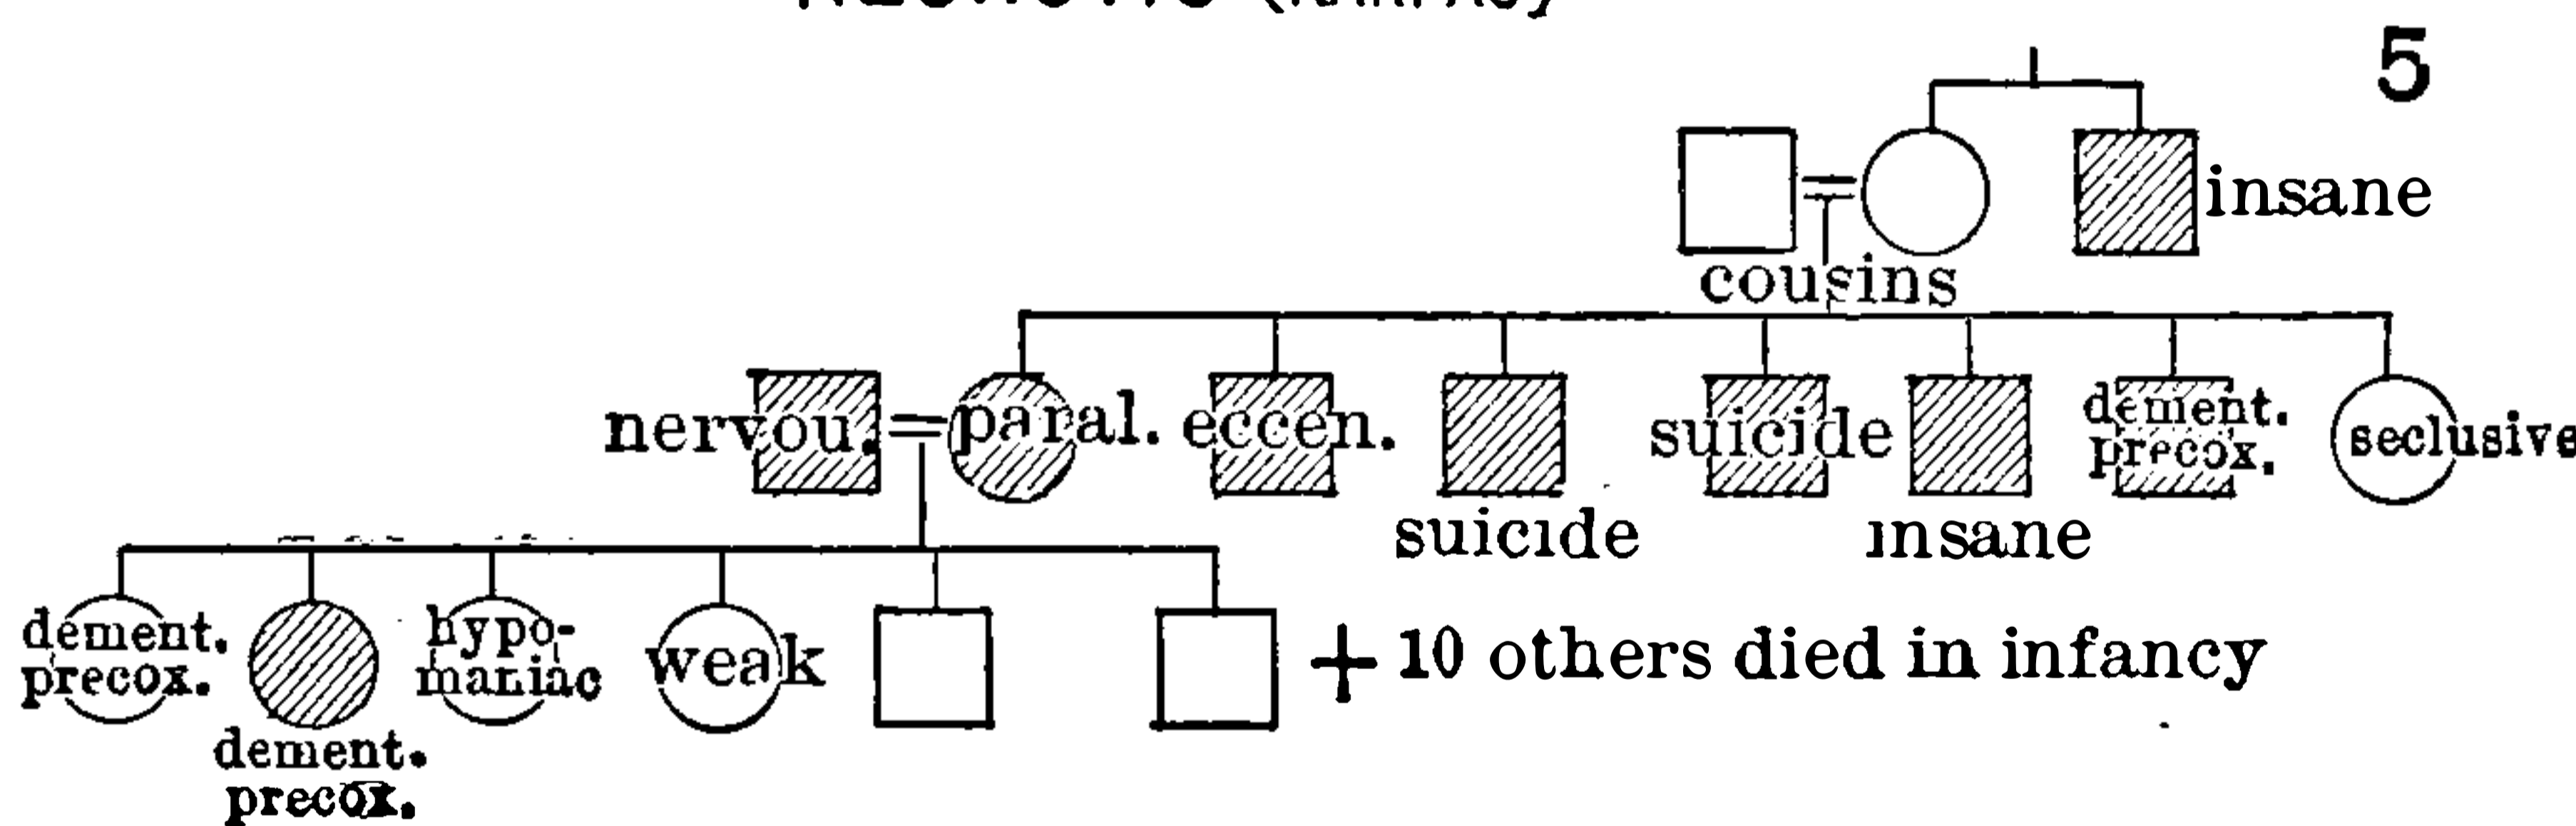 5
insane
cousins
nervou. paral. eccen. suicide dement. seclusive
precox.
suicide insane
dement. hypo- weak + 10 others died in infancy
precox. maniac
dement.
precox.